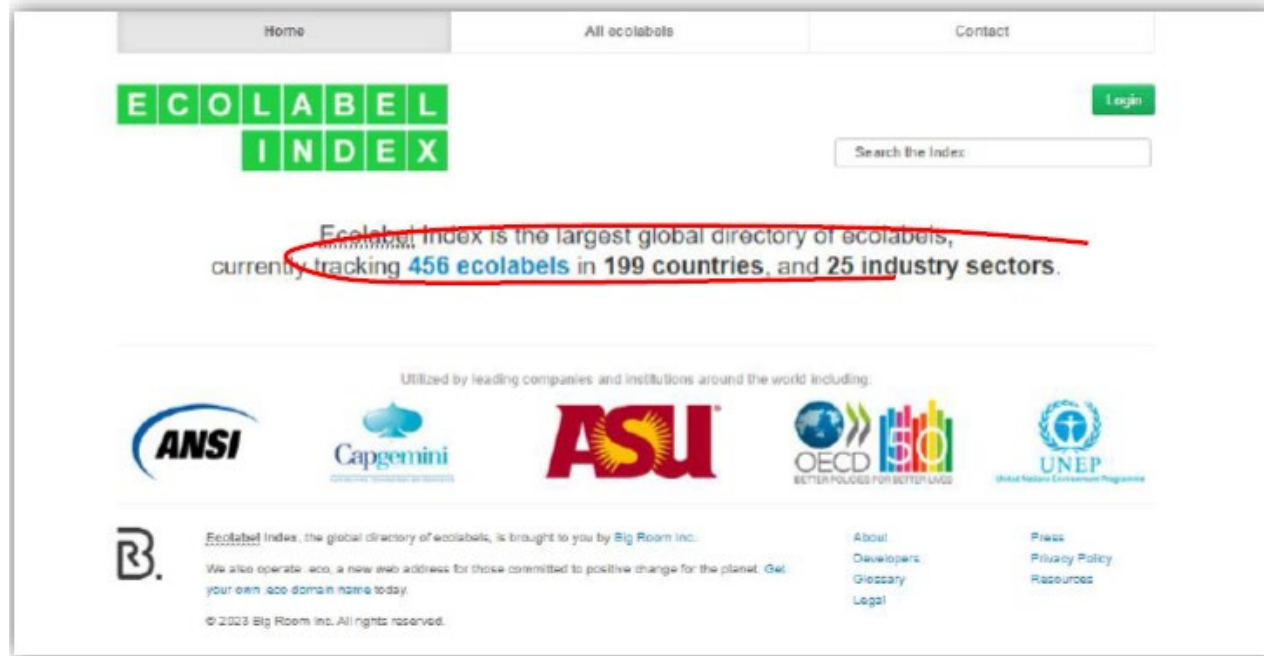 Home
All ecolabels
Contact
ECOLABEL
INDEX
Login
Search the Index
Ecolabel Index is the largest global directory of ecolabels,
currently tracking 456 ecolabels in 199 countries, and 25 industry sectors.
Utilized by leading companies and institutions around the world including:
ANSI
Capgemini
ASU
OECD 50
BETTER POLICIES FOR BETTER LIVES
UNEP
United Nations Environment Programme
B.
Ecolabel Index, the global directory of ecolabels, is brought to you by Big Room Inc.
We also operate .eco, a new web address for those committed to positive change for the planet. Get
your own .eco domain name today.
© 2023 Big Room Inc. All rights reserved.
About
Developers
Glossary
Legal
Press
Privacy Policy
Resources